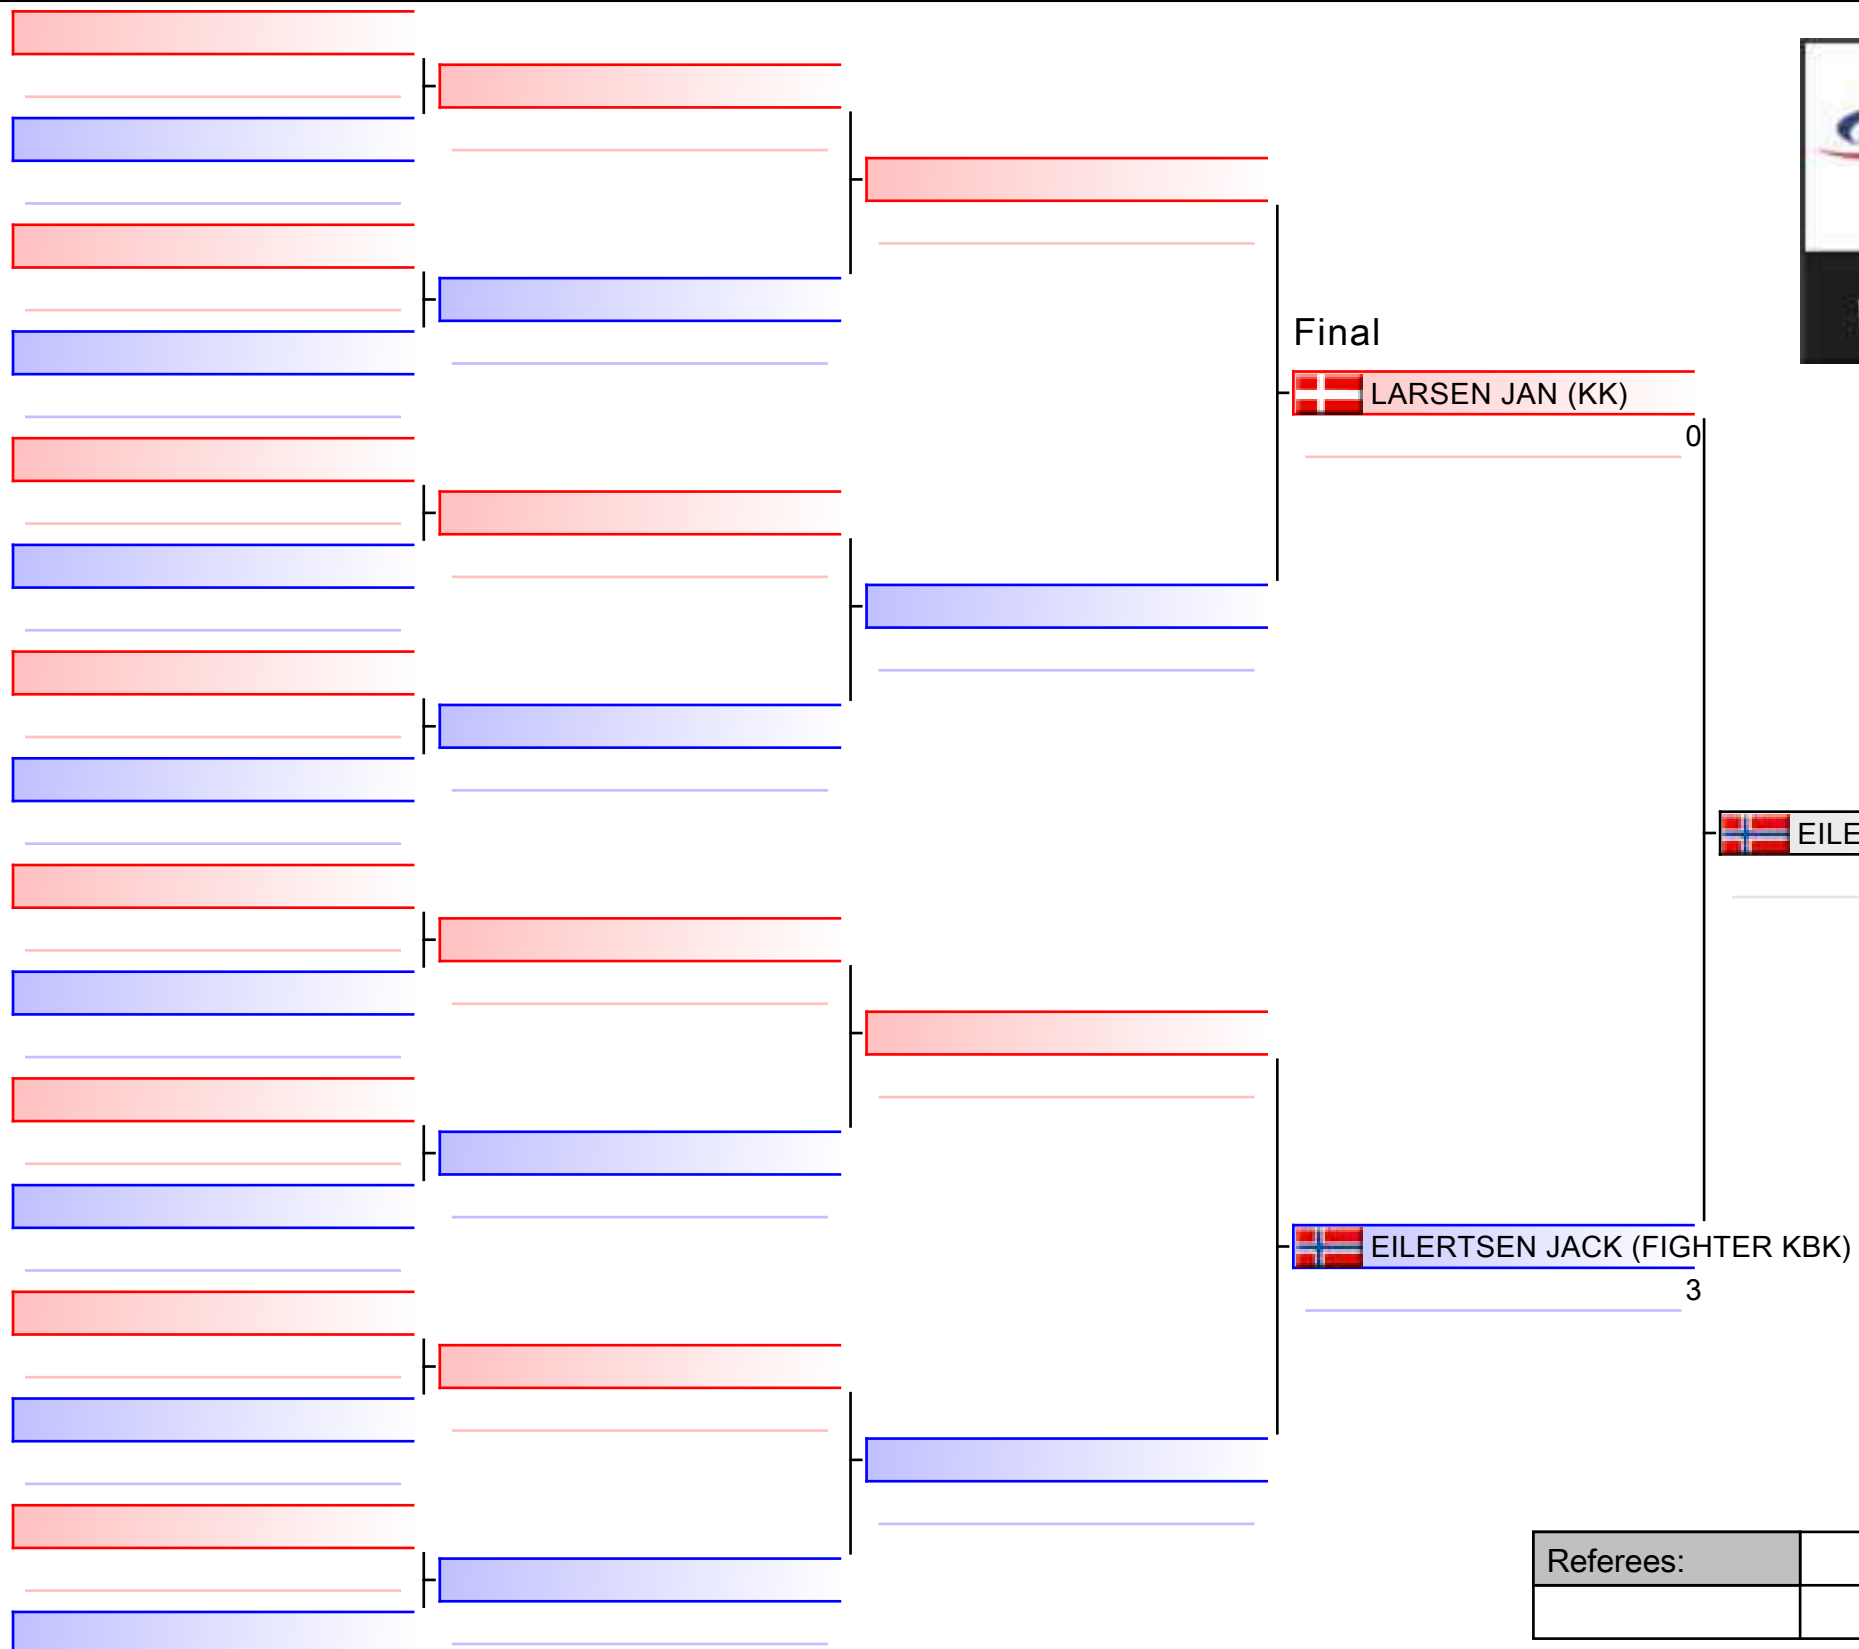 Final
LARSEN JAN (KK)
0
EILE
EILERTSEN JACK (FIGHTER KBK)
3
Referees: